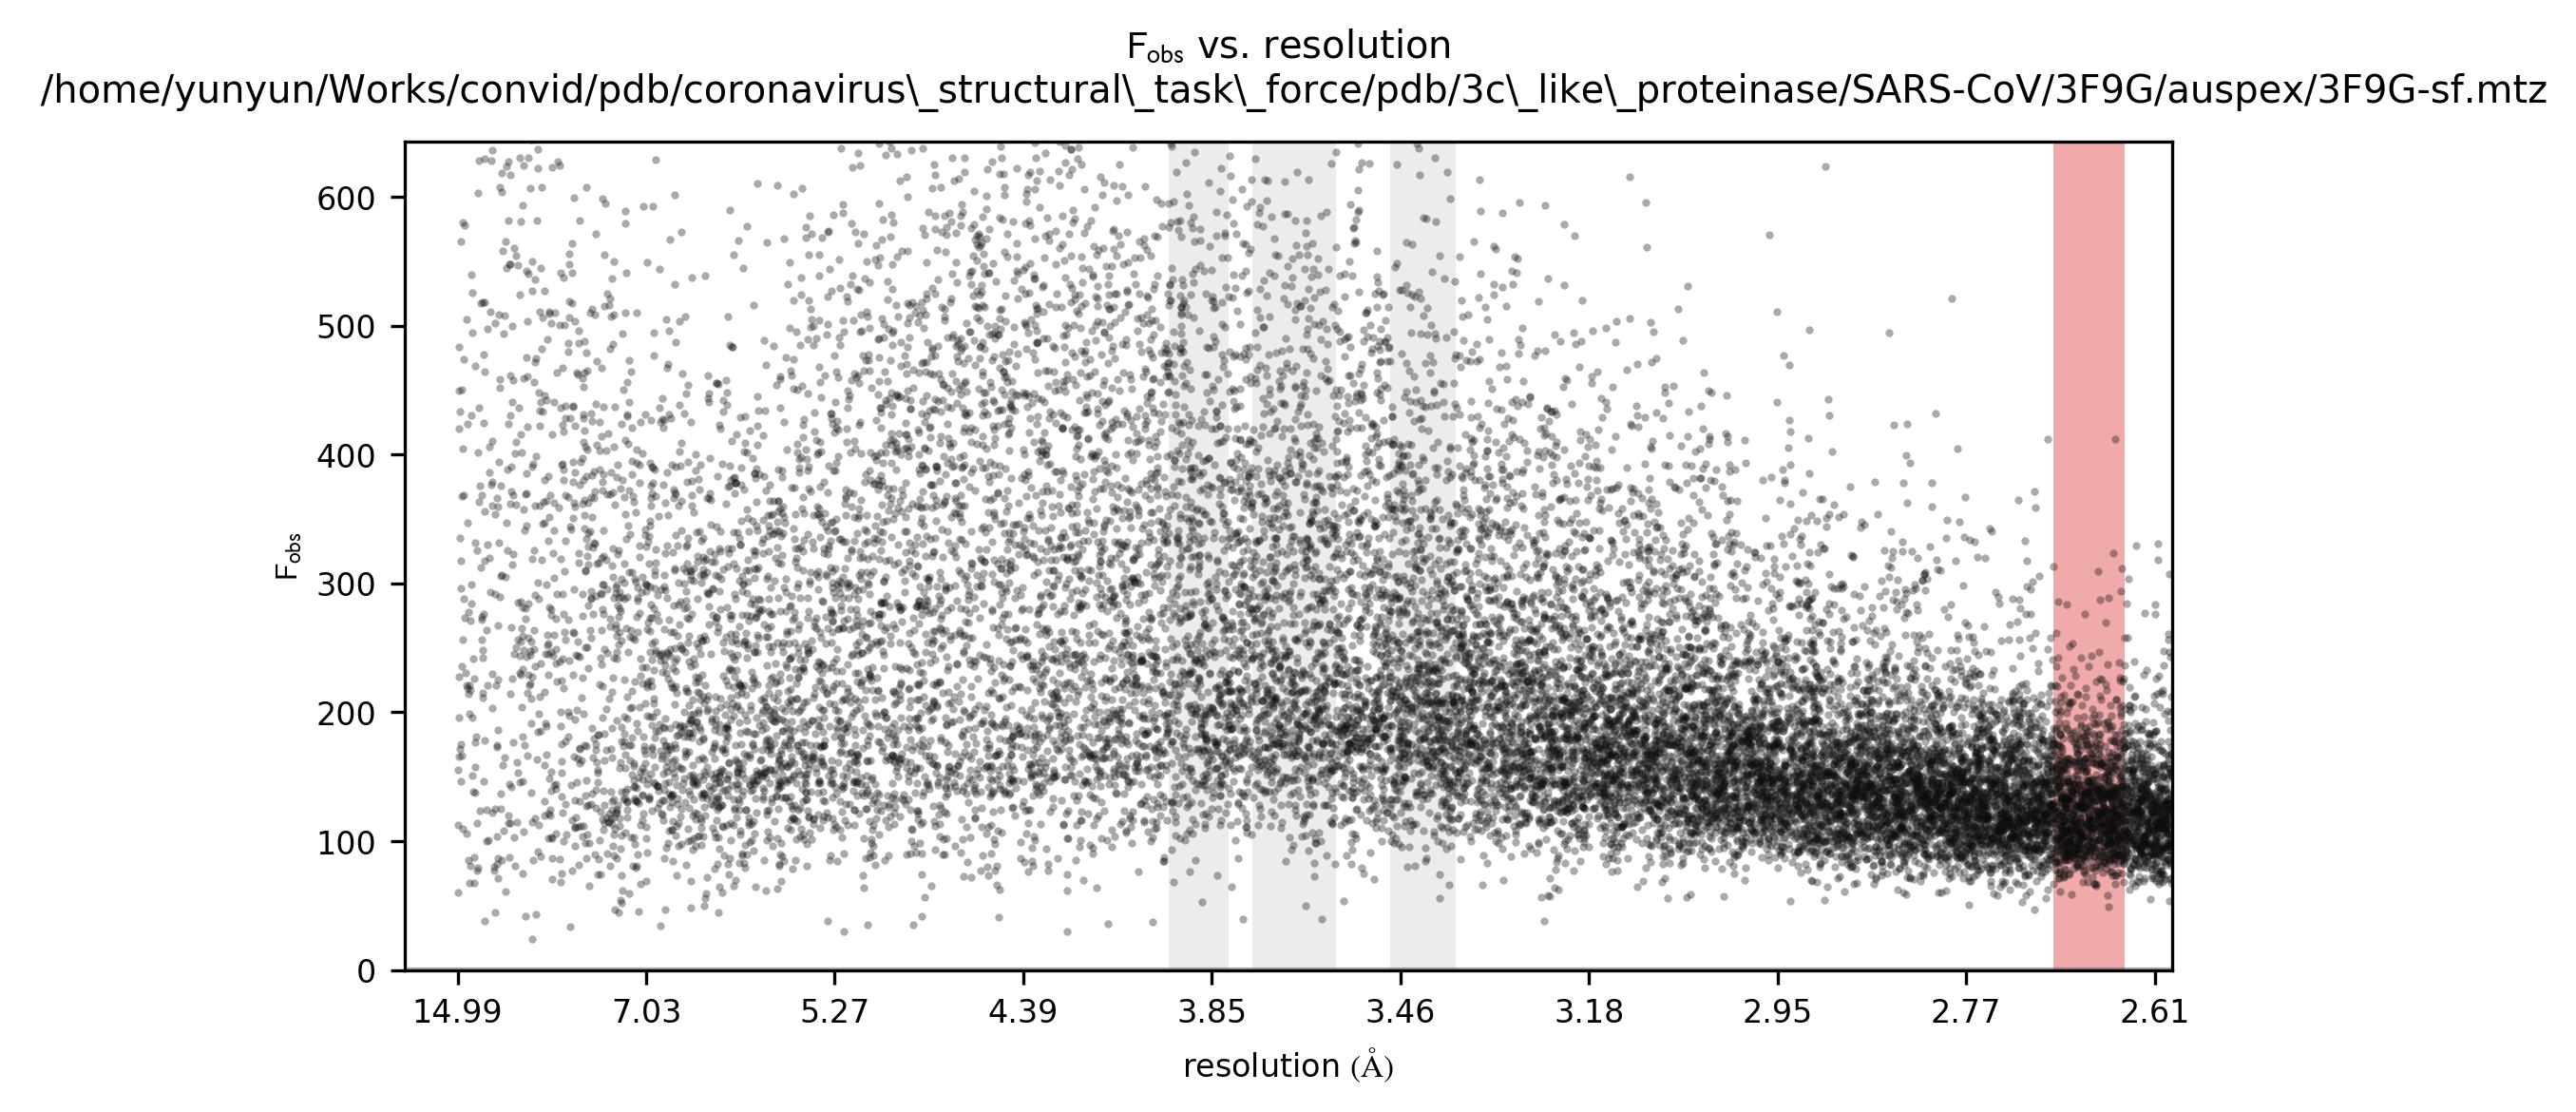 Fobs vs. resolution
/home/yunyun/Works/convid/pdb/coronavirus\_structural\_task\_force/pdb/3c\_like\_proteinase/SARS-CoV/3F9G/auspex/3F9G-sf.mtz
600
500
400
300
200
100
0
Fobs
14.99 7.03 5.27 4.39 3.85 3.46 3.18 2.95 2.77 2.61
resolution (Å)